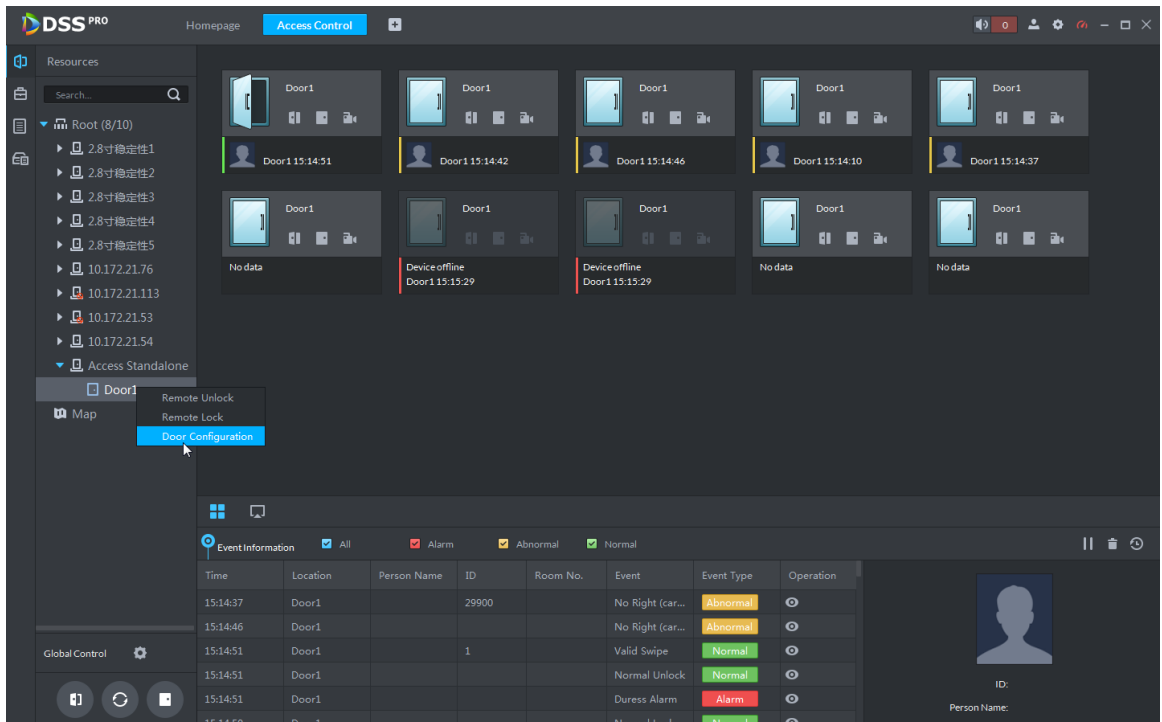 DSS PRO
Homepage
Access Control
0
Resources
Search...
Root (8/10)
2.8寸稳定性1
2.8寸稳定性2
2.8寸稳定性3
2.8寸稳定性4
2.8寸稳定性5
10.172.21.76
10.172.21.113
10.172.21.53
10.172.21.54
Access Standalone
Door1
Map
Remote Unlock
Remote Lock
Door Configuration
Global Control
Door1
Door1 15:14:51
Door1
Door1 15:14:42
Door1
Door1 15:14:46
Door1
Door1 15:14:10
Door1
Door1 15:14:37
Door1
No data
Door1
Device offline
Door1 15:15:29
Door1
Device offline
Door1 15:15:29
Door1
No data
Door1
No data
Event Information All Alarm Abnormal Normal
Time Location Person Name ID Room No. Event Event Type Operation
15:14:37 Door1 29900 No Right (car... Abnormal
15:14:46 Door1 No Right (car... Abnormal
15:14:51 Door1 1 Valid Swipe Normal
15:14:51 Door1 Normal Unlock Normal
15:14:51 Door1 Duress Alarm Alarm
ID:
Person Name: